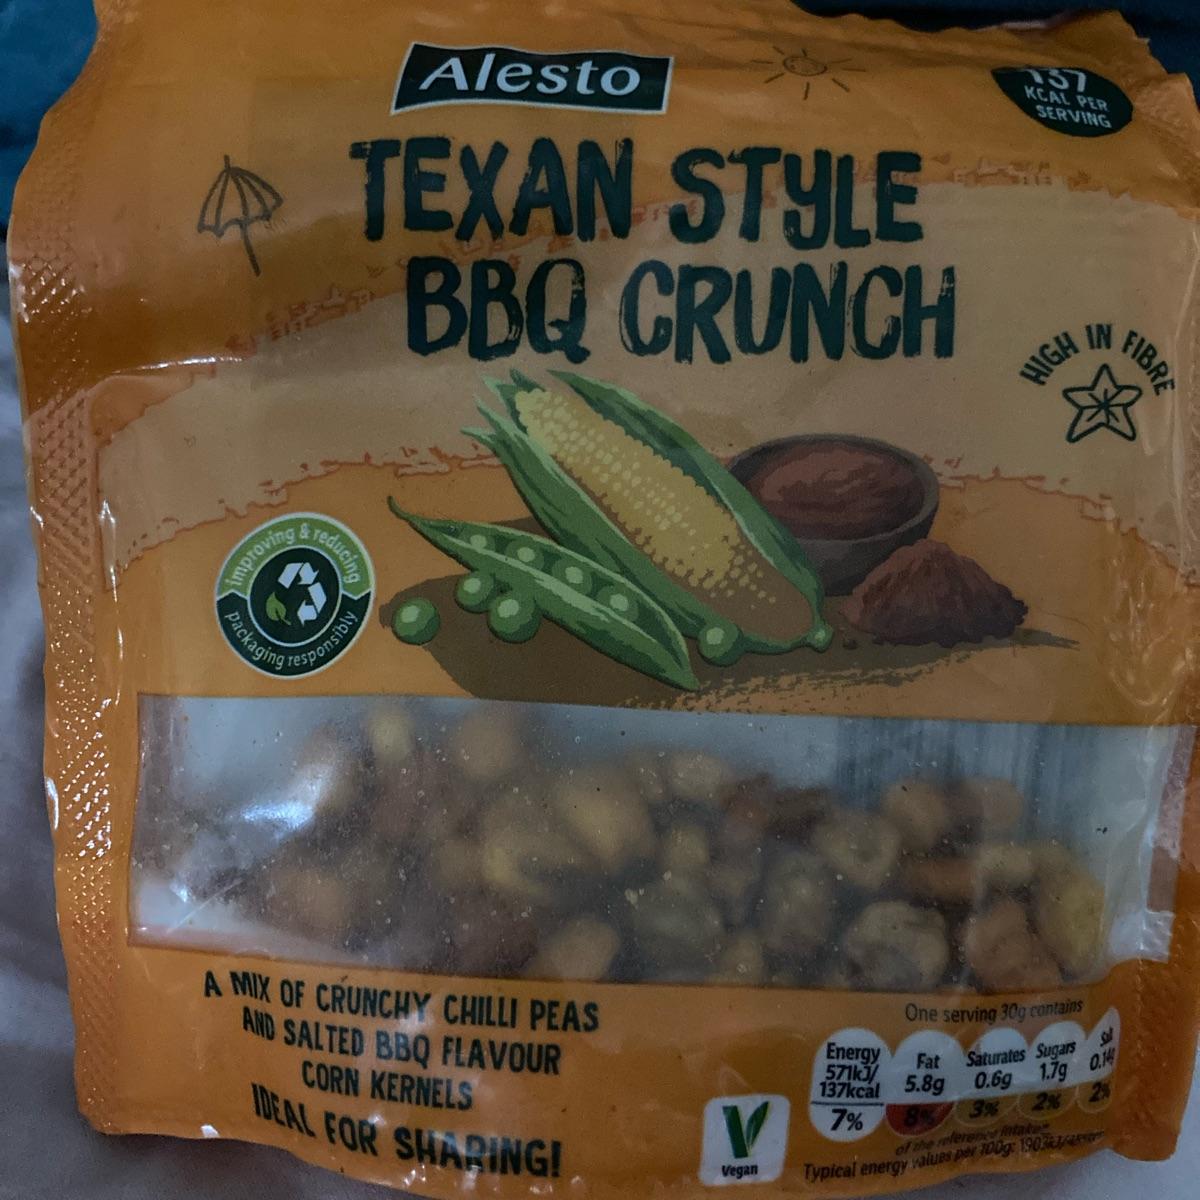 Alesto
137
KCAL PER
SERVING
TEXAN STYLE
BBQ CRUNCH
HIGH IN FIBRE
improving & reducing
packaging responsibly
A MIX OF CRUNCHY CHILLI PEAS
AND SALTED BBQ FLAVOUR
CORN KERNELS
IDEAL FOR SHARING!
Vegan
One serving 30g contains
Energy
571kJ/
137kcal
7%
Fat
5.8g
8%
Saturates
0.6g
3%
Sugars
1.7g
2%
Salt
2%
of the reference intake*
Typical energy values per 100g: 1903kJ/